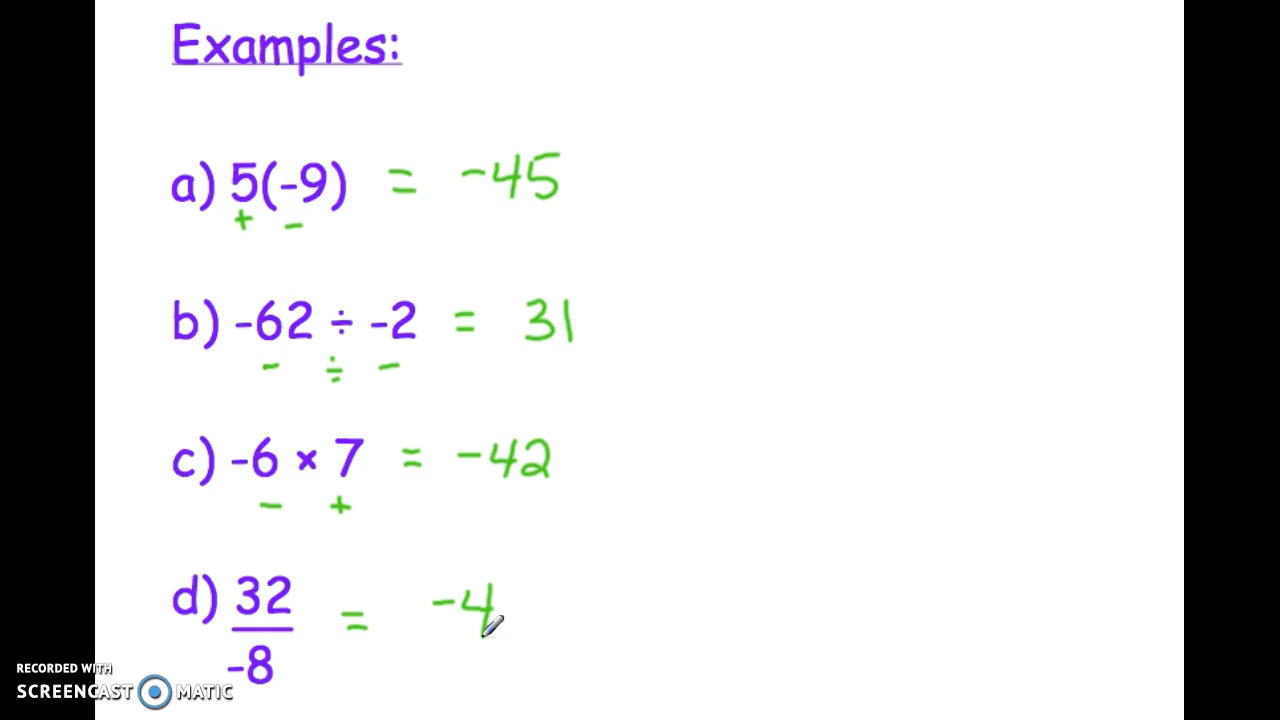 Examples:
a) 5(-9) = -45
+ -
b) -62 ÷ -2 = 31
- ÷ -
c) -6 × 7 = -42
- +
d) 32 = -4
-8
RECORDED WITH
SCREENCAST MATIC